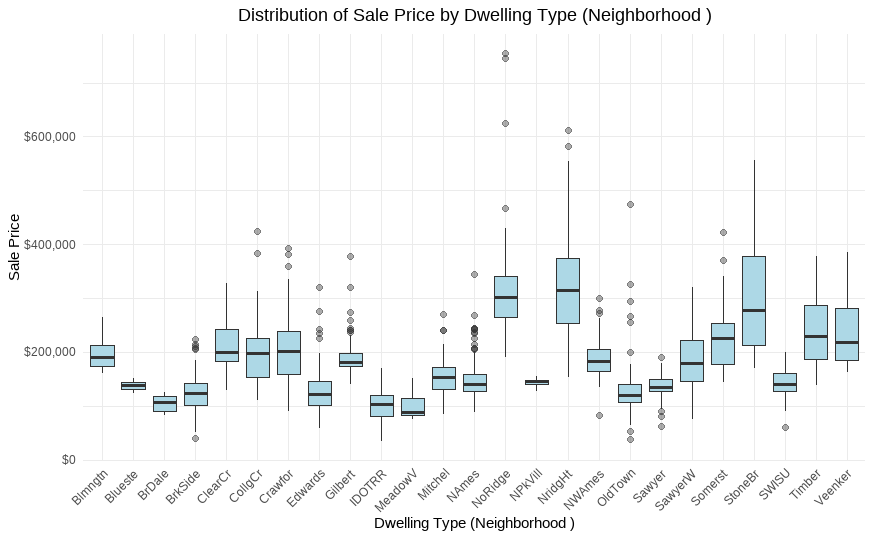 Distribution of Sale Price by Dwelling Type (Neighborhood )
Sale Price
$600,000
$400,000
$200,000
$0
Blmngtn
Blueste
BrDale
BrkSide
ClearCr
CollgCr
Crawfor
Edwards
Gilbert
IDOTRR
MeadowV
Mitchel
NAmes
NoRidge
NPkVill
NridgHt
NWAmes
OldTown
Sawyer
SawyerW
Somerst
StoneBr
SWISU
Timber
Veenker
Dwelling Type (Neighborhood )